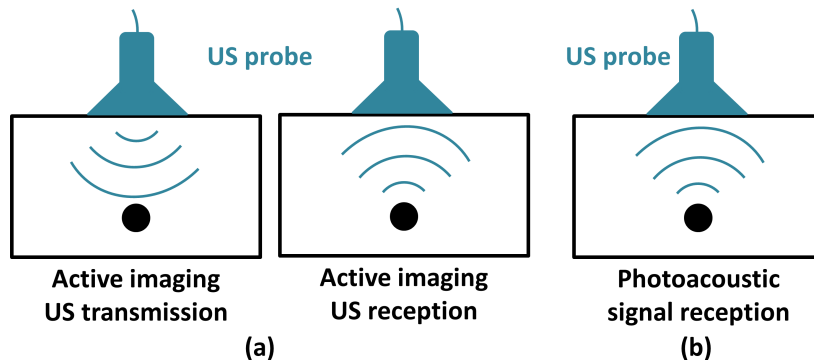 US probe
US probe
Active imaging
US transmission
Active imaging
US reception
Photoacoustic
signal reception
(a)
(b)